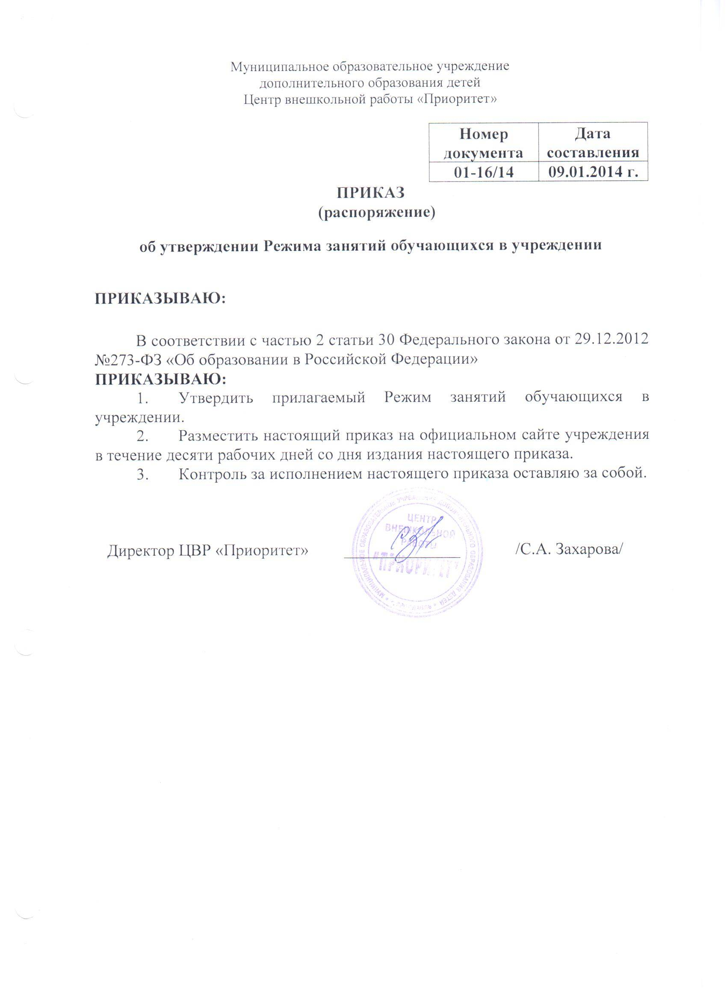 Муниципальное образовательное учреждение
дополнительного образования детей
Центр внешкольной работы «Приоритет»
Номер документа	Дата составления
01-16/14	09.01.2014 г.
ПРИКАЗ
(распоряжение)
об утверждении Режима занятий обучающихся в учреждении
ПРИКАЗЫВАЮ:
В соответствии с частью 2 статьи 30 Федерального закона от 29.12.2012
№273-ФЗ «Об образовании в Российской Федерации»
ПРИКАЗЫВАЮ:
1. Утвердить прилагаемый Режим занятий обучающихся в
учреждении.
2. Разместить настоящий приказ на официальном сайте учреждения
в течение десяти рабочих дней со дня издания настоящего приказа.
3. Контроль за исполнением настоящего приказа оставляю за собой.
Директор ЦВР «Приоритет» /С.А. Захарова/
МУНИЦИПАЛЬНОЕ ОБРАЗОВАТЕЛЬНОЕ УЧРЕЖДЕНИЕ ДОПОЛНИТЕЛЬНОГО ОБРАЗОВАНИЯ ДЕТЕЙ
ЦЕНТР
ВНЕШКОЛЬНОЙ
РАБОТЫ
"ПРИОРИТЕТ"